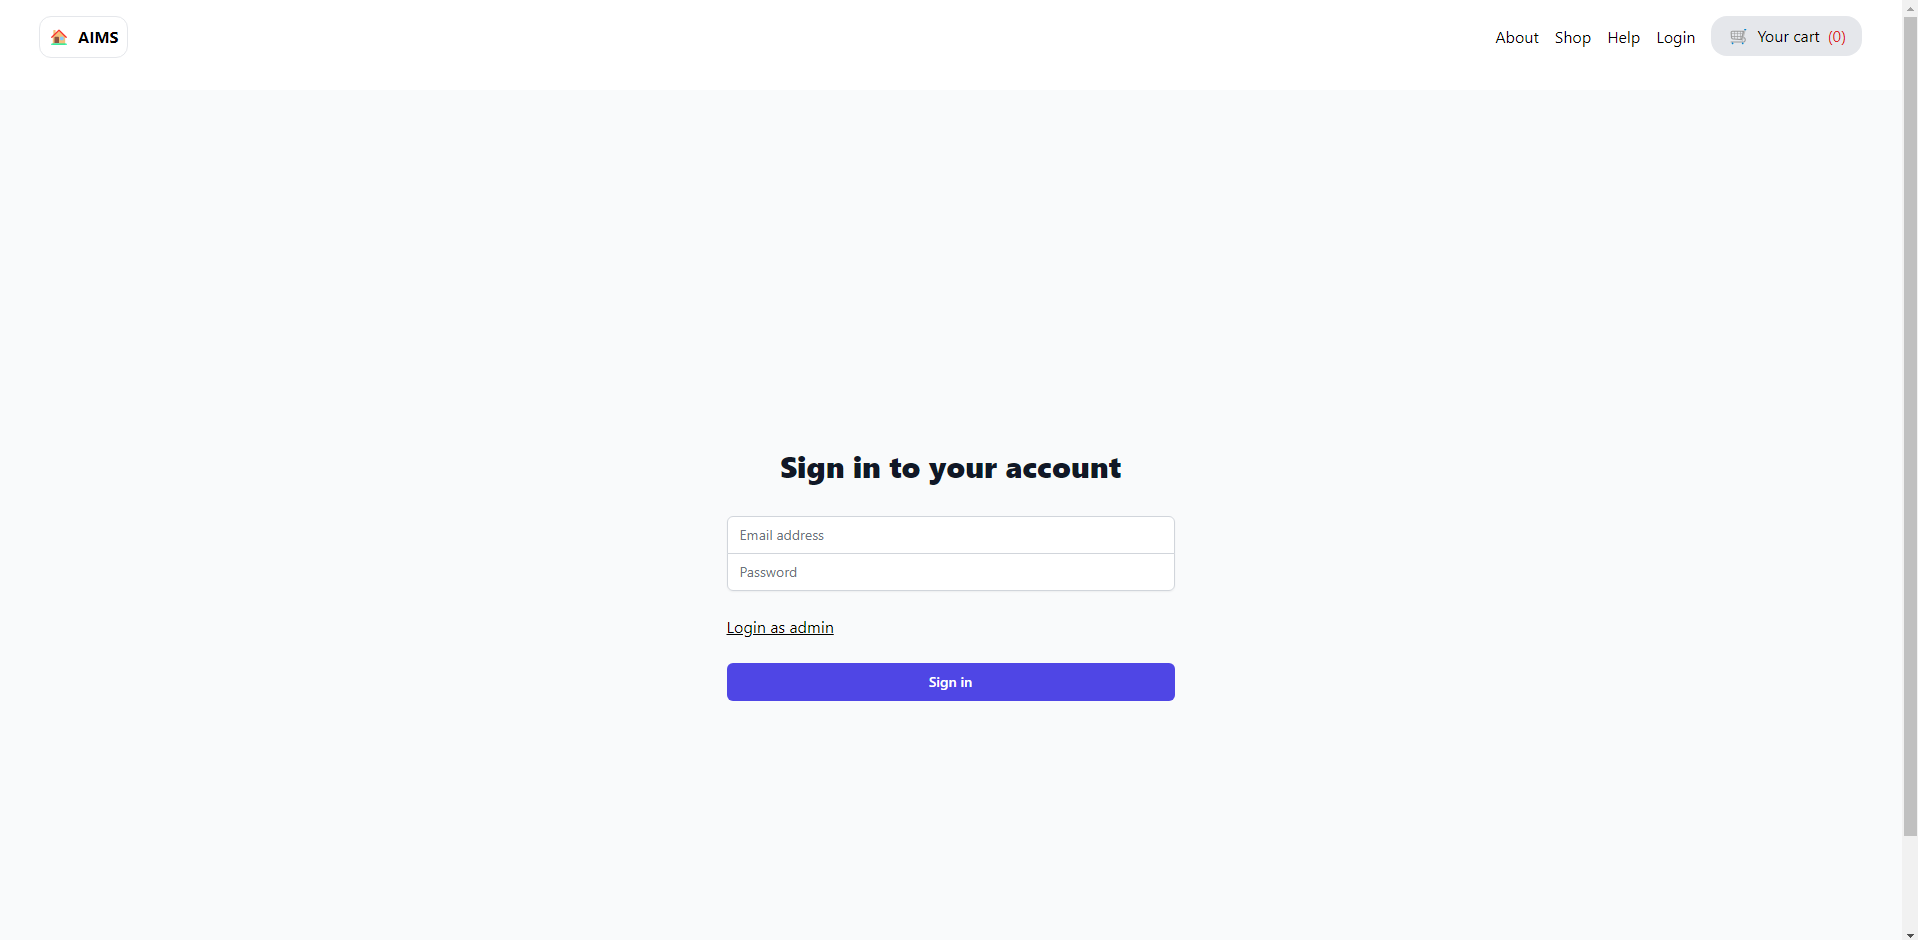 AIMS
About Shop Help Login Your cart (0)
Sign in to your account
Email address
Password
Login as admin
Sign in